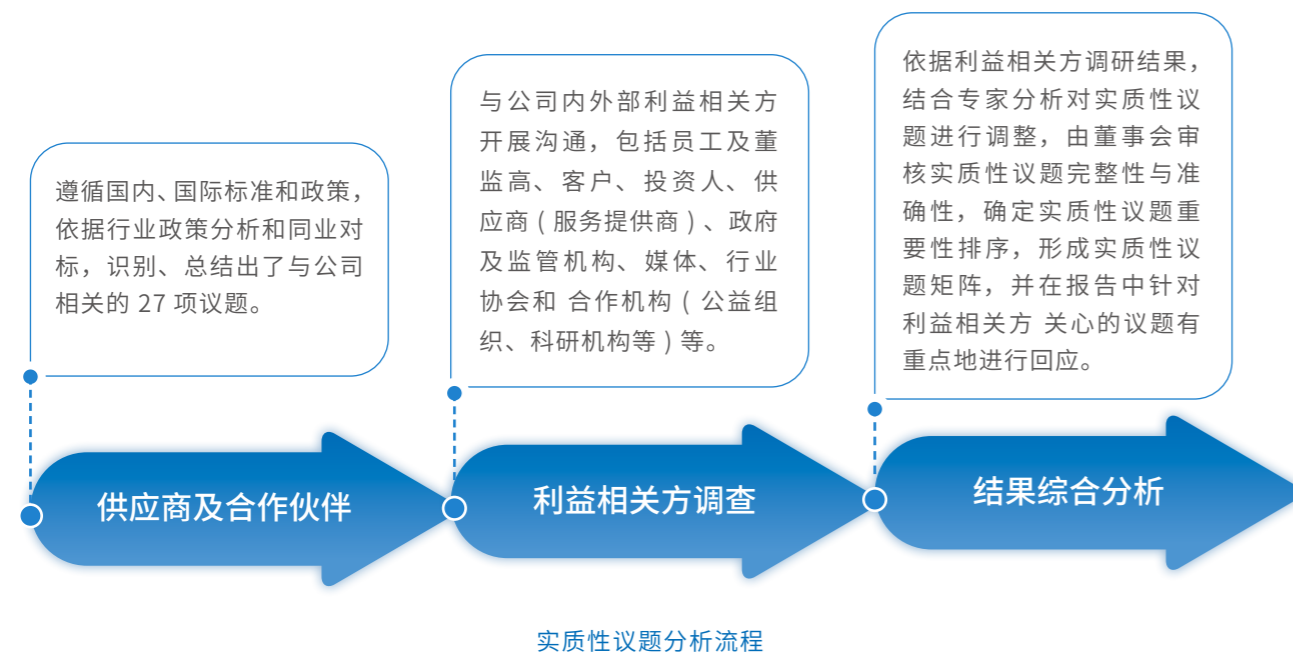 遵循国内、国际标准和政策，
依据行业政策分析和同业对
标，识别、总结出了与公司
相关的 27 项议题。
与公司内外部利益相关方
开展沟通，包括员工及董
监高、客户、投资人、供
应商 ( 服务提供商 ) 、政府
及监管机构、媒体、行业
协会和 合作机构 ( 公益组
织、科研机构等 ) 等。
依据利益相关方调研结果，
结合专家分析对实质性议
题进行调整，由董事会审
核实质性议题完整性与准
确性，确定实质性议题重
要性排序，形成实质性议
题矩阵，并在报告中针对
利益相关方 关心的议题有
重点地进行回应。
供应商及合作伙伴
利益相关方调查
结果综合分析
实质性议题分析流程